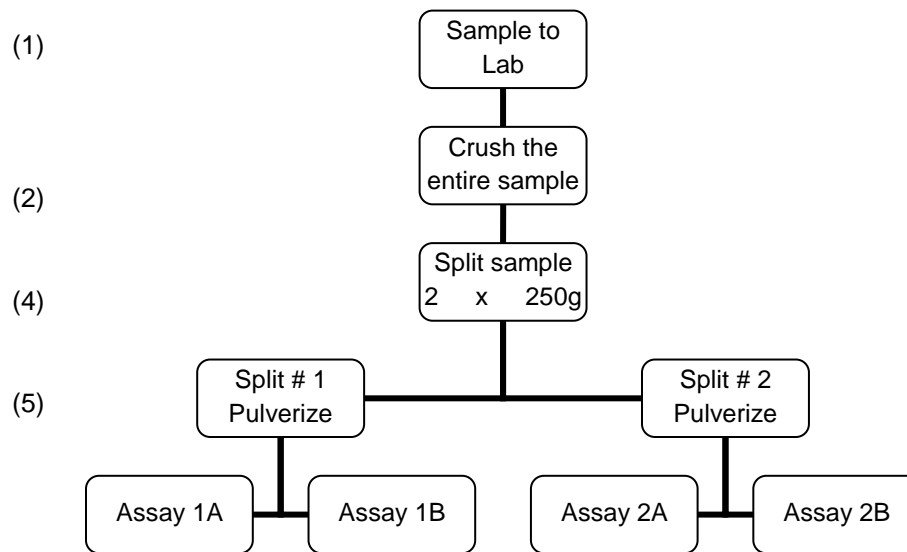 (1)
Sample to
Lab
Crush the
entire sample
(2)
Split sample
2 x 250g
(4)
Split # 1
Pulverize
Split # 2
Pulverize
(5)
Assay 1A
Assay 1B
Assay 2A
Assay 2B